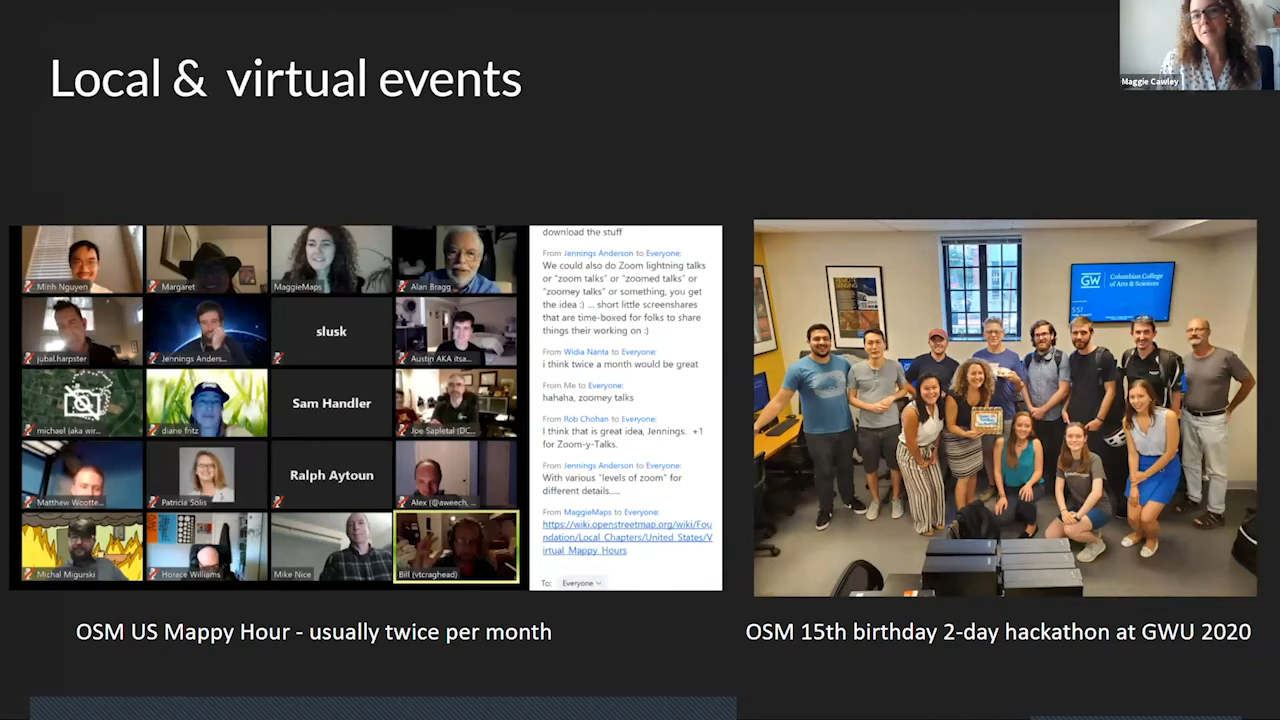 Local & virtual events
Maggie Cawley
Minh Nguyen
Margaret
MaggieMaps
Alan Bragg
jubal.harpster
Jennings Anders...
slusk
Austin AKA itsa...
michael (aka wir...
diane fritz
Sam Handler
Joe Sapletal (DC...
Matthew Wootte...
Patricia Solis
Ralph Aytoun
Alex (@aweech, ...
Michal Migurski
Horace Williams
Mike Nice
Bill (vtcraghead)
download the stuff
From Jennings Anderson to Everyone:
We could also do Zoom lightning talks
or "zoom talks" or "zoomed talks" or
"zoomey talks" or something, you get
the idea :) ... short little screenshares
that are time-boxed for folks to share
things their working on :)
From Widia Nanta to Everyone:
i think twice a month would be great
From Me to Everyone:
hahaha, zoomey talks
From Rob Chohan to Everyone:
I think that is great idea, Jennings. +1
for Zoom-y-Talks.
From Jennings Anderson to Everyone:
With various "levels of zoom" for
different details.....
From MaggieMaps to Everyone:
https://wiki.openstreetmap.org/wiki/Fou
ndation/Local_Chapters/United_States/V
irtual_Mappy_Hours
To: Everyone
GW
Columbian College
of Arts & Sciences
5:57
OSM US Mappy Hour - usually twice per month
OSM 15th birthday 2-day hackathon at GWU 2020